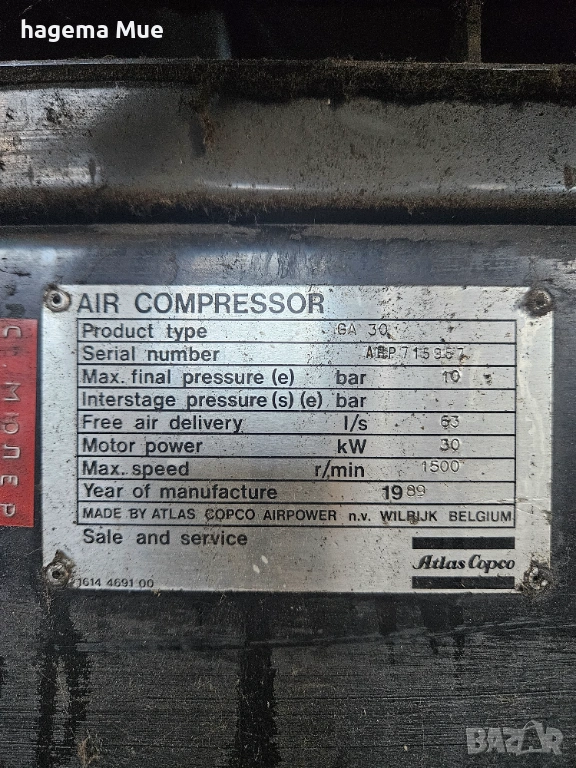 hagema Mue
AIR COMPRESSOR
Product type GA 30
Serial number
Max. final pressure (e) bar 10
Interstage pressure (s) (e) bar
Free air delivery l/s 63
Motor power kW 30
Max. speed r/min 1500
Year of manufacture 1989
MADE BY ATLAS COPCO AIRPOWER n.v. WILRIJK BELGIUM
Sale and service
Atlas Copco
1614 4691 00
BAZAR